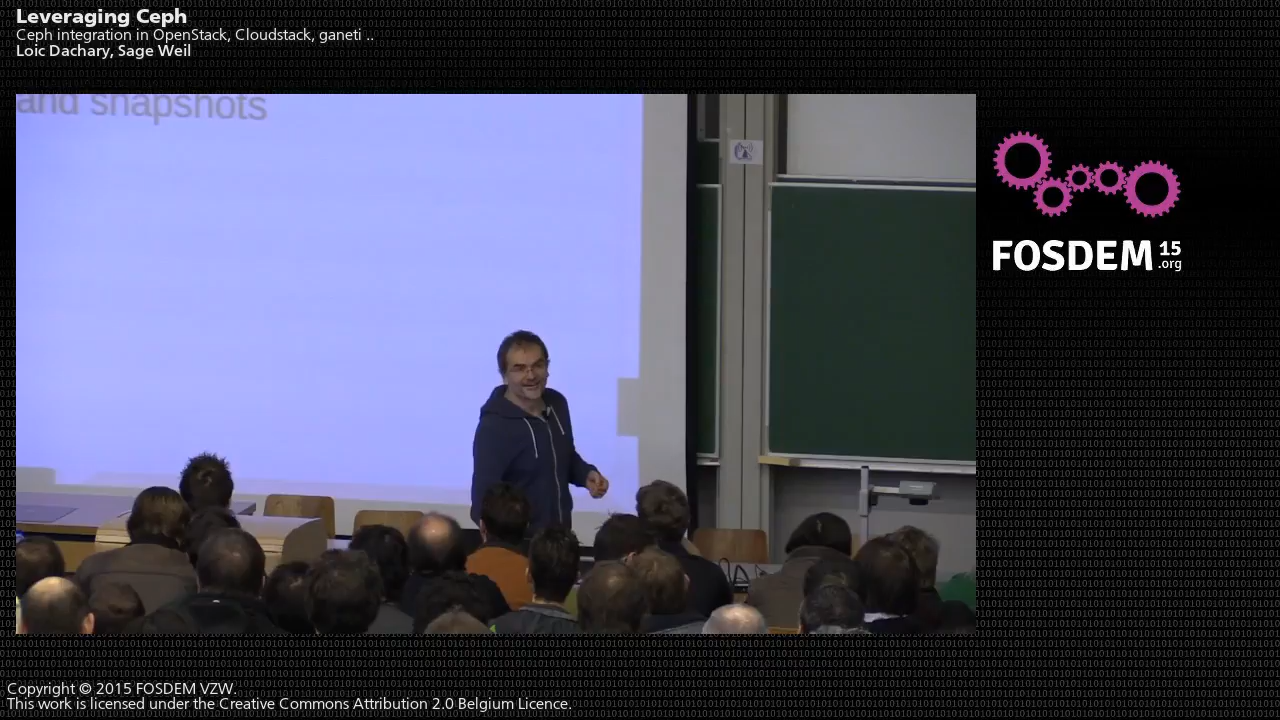 Leveraging Ceph
Ceph integration in OpenStack, Cloudstack, ganeti ..
Loic Dachary, Sage Weil
and snapshots
FOSDEM 15
.org
Copyright © 2015 FOSDEM VZW.
This work is licensed under the Creative Commons Attribution 2.0 Belgium Licence.